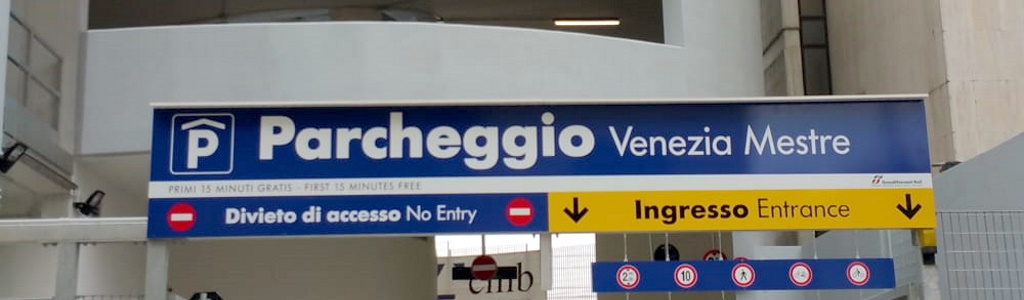 P Parcheggio Venezia Mestre
PRIMI 15 MINUTI GRATIS - FIRST 15 MINUTES FREE
Divieto di accesso No Entry
Ingresso Entrance
10
cmb